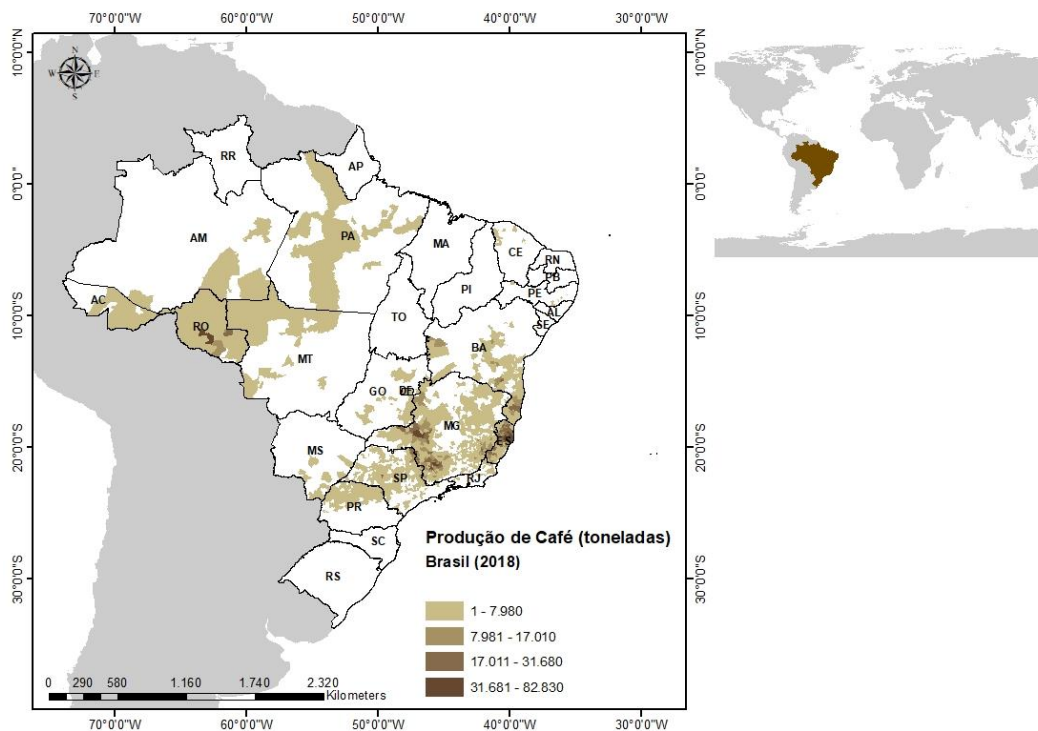 70°0'0"W 60°0'0"W 50°0'0"W 40°0'0"W 30°0'0"W
10°0'0"N 10°0'0"N
N
W E
S
RR AP
0°0'0" 0°0'0"
AM PA MA CE RN
PB
PI PE
AC AL
10°0'0"S 10°0'0"S
RO TO SE
BA
MT
GO DF
MG
ES
20°0'0"S 20°0'0"S
MS
SP RJ
PR
SC
RS
30°0'0"S 30°0'0"S
Produção de Café (toneladas)
Brasil (2018)
1 - 7.980
7.981 - 17.010
17.011 - 31.680
31.681 - 82.830
0 290 580 1.160 1.740 2.320
Kilometers
70°0'0"W 60°0'0"W 50°0'0"W 40°0'0"W 30°0'0"W